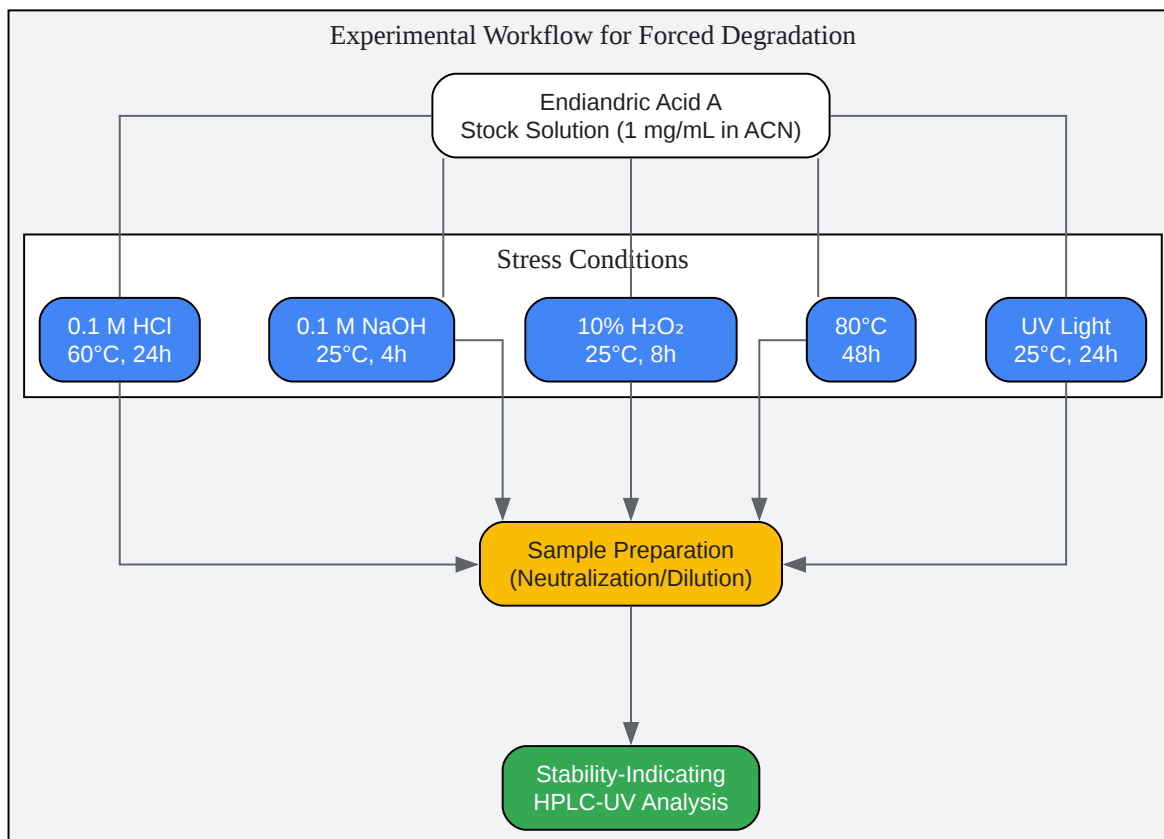 Experimental Workflow for Forced Degradation
Endiandric Acid A
Stock Solution (1 mg/mL in ACN)
Stress Conditions
0.1 M HCl
60°C, 24h
0.1 M NaOH
25°C, 4h
10% H₂O₂
25°C, 8h
80°C
48h
UV Light
25°C, 24h
Sample Preparation
(Neutralization/Dilution)
Stability-Indicating
HPLC-UV Analysis